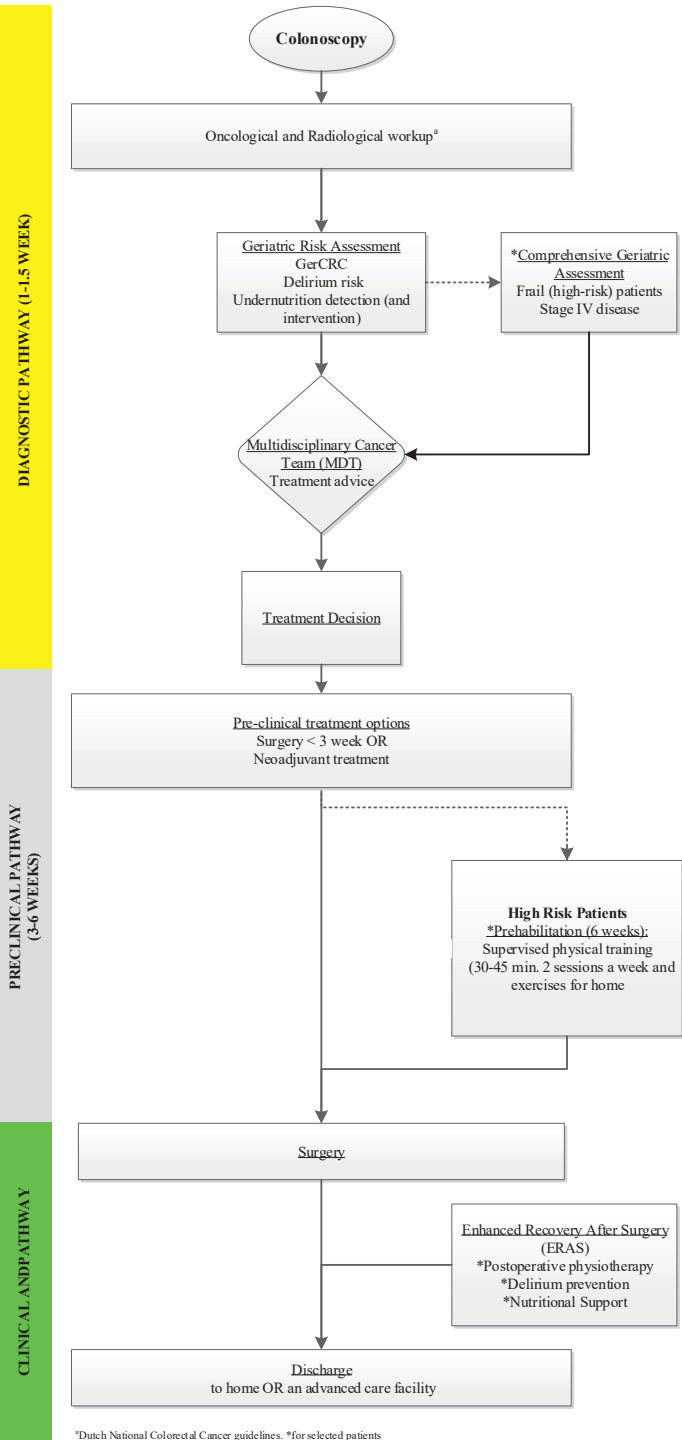 Colonoscopy
Oncological and Radiological workupᵃ
DIAGNOSTIC PATHWAY (1-1.5 WEEK)
Geriatric Risk Assessment
GerCRC
Delirium risk
Undernutrition detection (and
intervention)
*Comprehensive Geriatric
Assessment
Frail (high-risk) patients
Stage IV disease
Multidisciplinary Cancer
Team (MDT)
Treatment advice
Treatment Decision
PRECLINICAL PATHWAY
(3-6 WEEKS)
Pre-clinical treatment options
Surgery < 3 week OR
Neoadjuvant treatment
High Risk Patients
*Prehabilitation (6 weeks):
Supervised physical training
(30-45 min. 2 sessions a week and
exercises for home
CLINICAL ANDPATHWAY
Surgery
Enhanced Recovery After Surgery
(ERAS)
*Postoperative physiotherapy
*Delirium prevention
*Nutritional Support
Discharge
to home OR an advanced care facility
ᵃDutch National Colorectal Cancer guidelines. *for selected patients